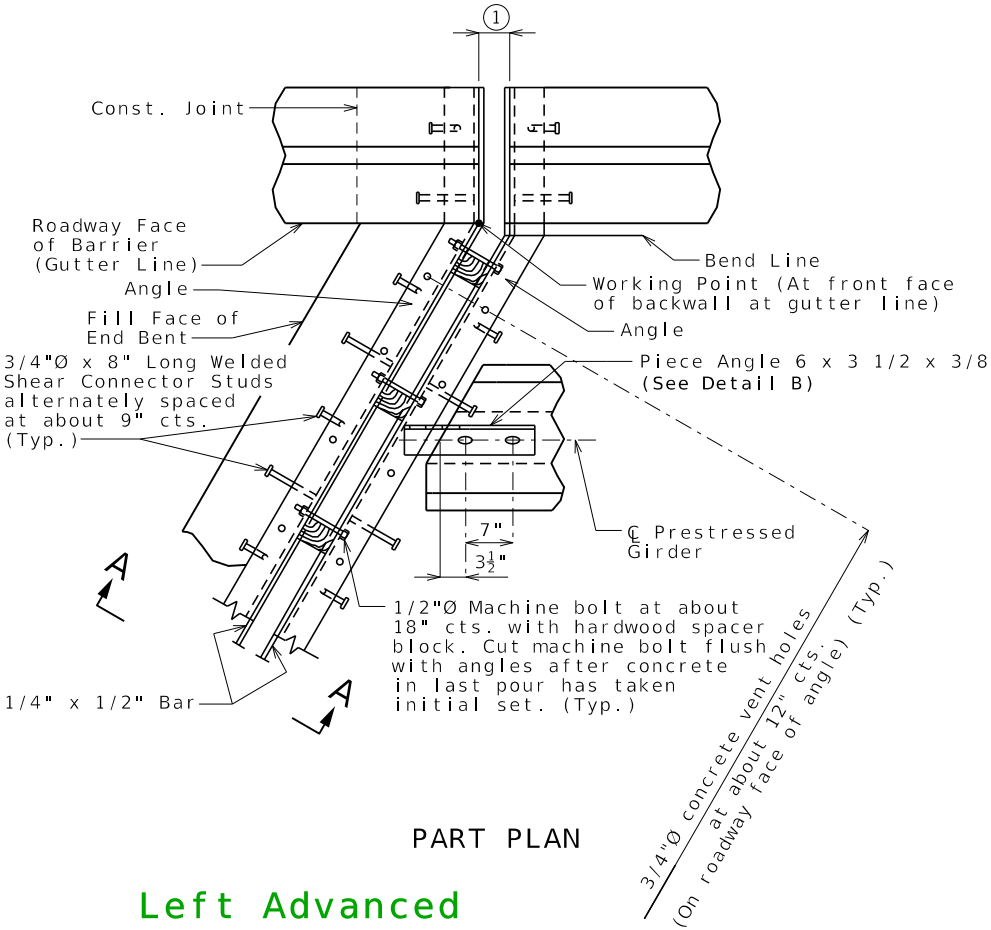 1
Const. Joint
Roadway Face
of Barrier
(Gutter Line)
Angle
Fill Face of
End Bent
3/4"Ø x 8" Long Welded
Shear Connector Studs
alternately spaced
at about 9" cts.
(Typ.)
Bend Line
Working Point (At front face
of backwall at gutter line)
Angle
Piece Angle 6 x 3 1/2 x 3/8
(See Detail B)
7"
3½"
℄ Prestressed
Girder
A
A
1/2"Ø Machine bolt at about
18" cts. with hardwood spacer
block. Cut machine bolt flush
with angles after concrete
in last pour has taken
initial set. (Typ.)
1/4" x 1/2" Bar
3/4"Ø concrete vent holes
at about 12" cts.
(On roadway face of angle) (Typ.)
PART PLAN
Left Advanced